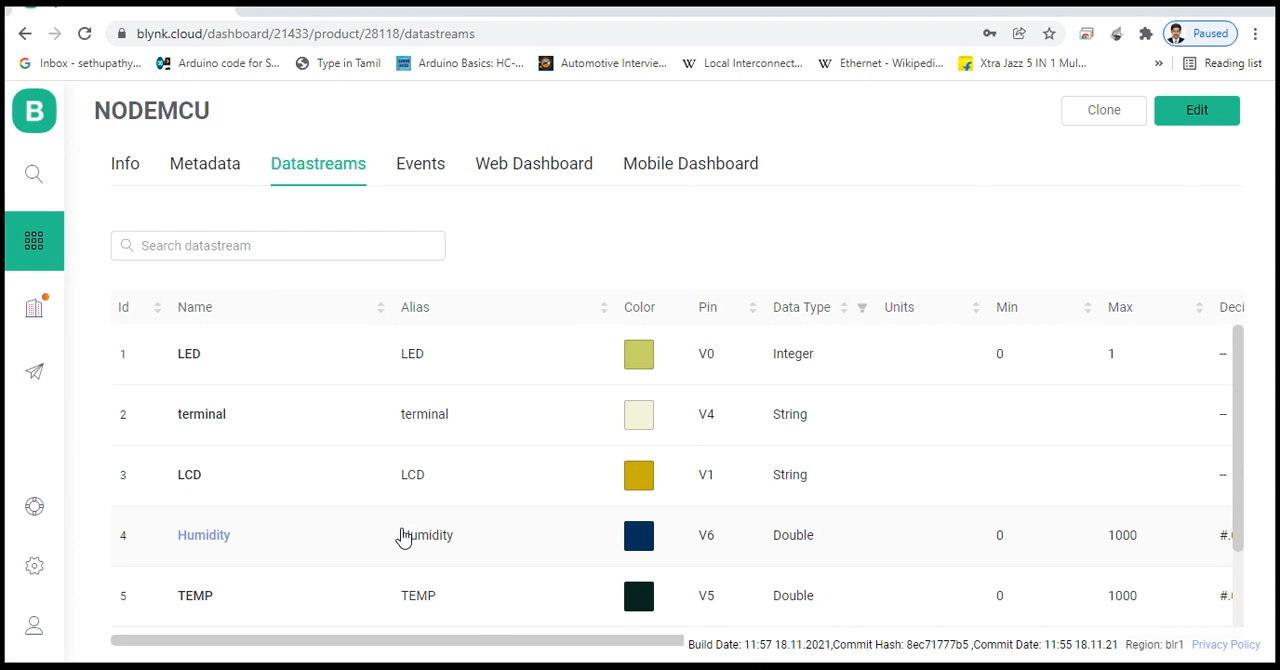 blynk.cloud/dashboard/21433/product/28118/datastreams
Paused
Inbox - sethupathy...
Arduino code for S...
Type in Tamil
Arduino Basics: HC-...
Automotive Intervie...
Local Interconnect...
Ethernet - Wikipedi...
Xtra Jazz 5 IN 1 Mul...
»
Reading list
B
NODEMCU
Clone
Edit
Info Metadata Datastreams Events Web Dashboard Mobile Dashboard
Search datastream
Id Name Alias Color Pin Data Type Units Min Max Deci
1 LED LED V0 Integer 0 1 --
2 terminal terminal V4 String --
3 LCD LCD V1 String --
4 Humidity Humidity V6 Double 0 1000 #.
5 TEMP TEMP V5 Double 0 1000 #.
Build Date: 11:57 18.11.2021,Commit Hash: 8ec71777b5 ,Commit Date: 11:55 18.11.21 Region: blr1 Privacy Policy